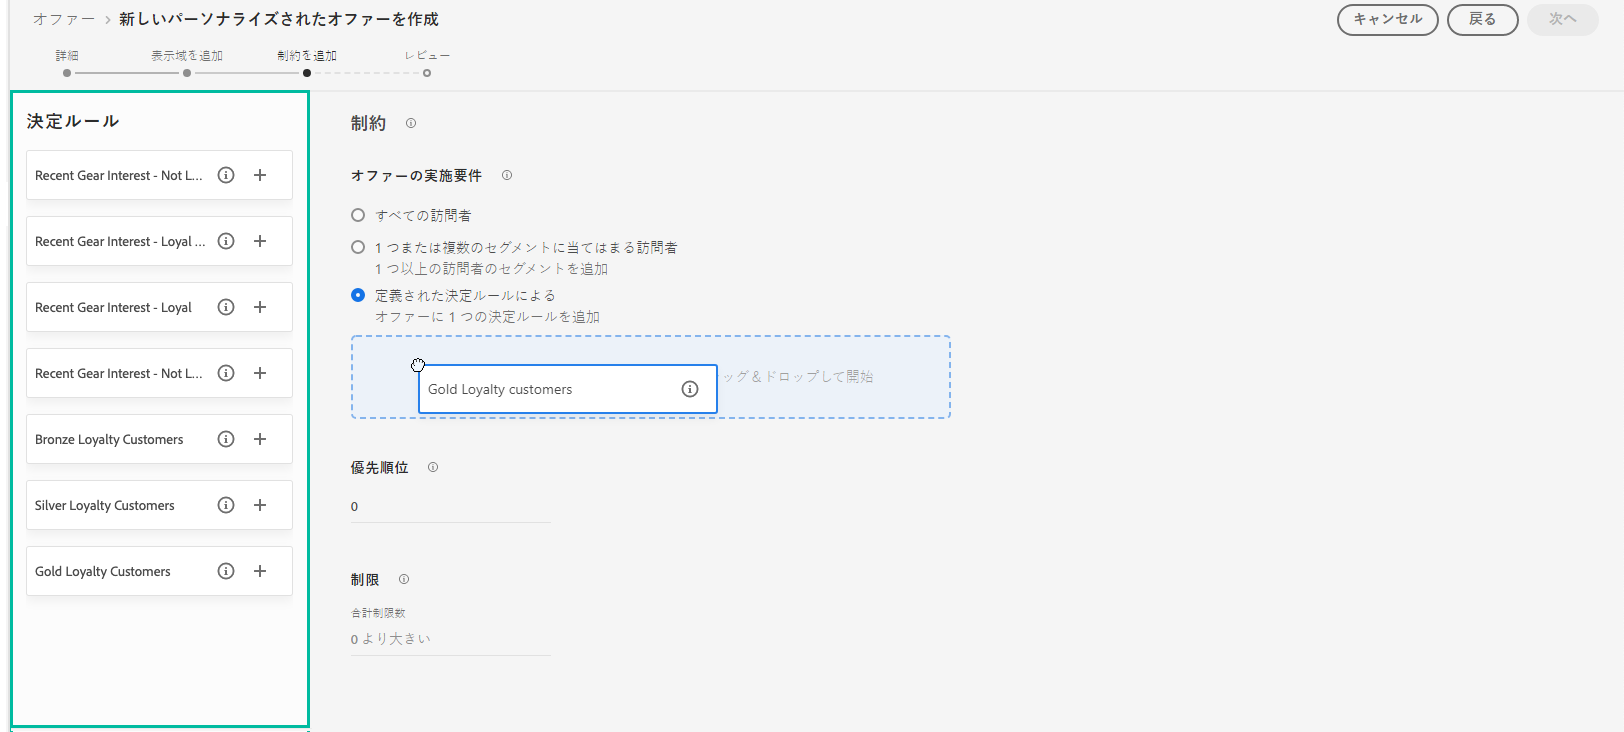 オファー > 新しいパーソナライズされたオファーを作成
キャンセル
戻る
次へ
詳細
表示域を追加
制約を追加
レビュー
決定ルール
Recent Gear Interest - Not L...
Recent Gear Interest - Loyal ...
Recent Gear Interest - Loyal
Recent Gear Interest - Not L...
Bronze Loyalty Customers
Silver Loyalty Customers
Gold Loyalty Customers
制約
オファーの実施要件
すべての訪問者
1 つまたは複数のセグメントに当てはまる訪問者
1 つ以上の訪問者のセグメントを追加
定義された決定ルールによる
オファーに 1 つの決定ルールを追加
Gold Loyalty customers
ッグ＆ドロップして開始
優先順位
0
制限
合計制限数
0 より大きい